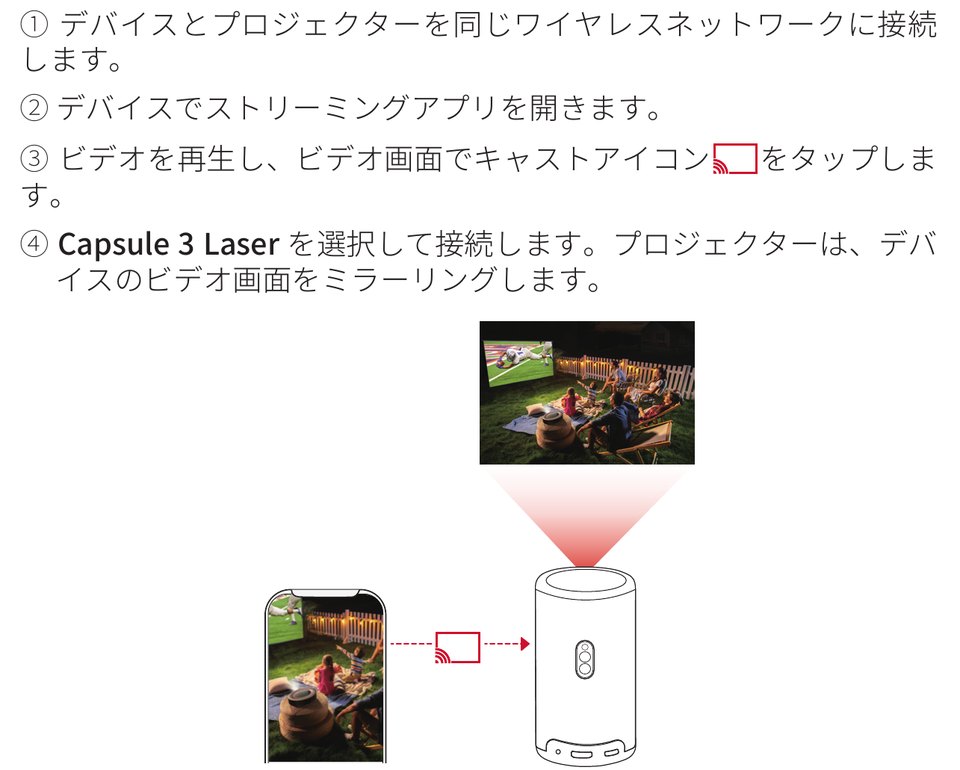 ① デバイスとプロジェクターを同じワイヤレスネットワークに接続
します。
② デバイスでストリーミングアプリを開きます。
③ ビデオを再生し、ビデオ画面でキャストアイコンをタップしま
す。
④ Capsule 3 Laser を選択して接続します。プロジェクターは、デバ
イスのビデオ画面をミラーリングします。